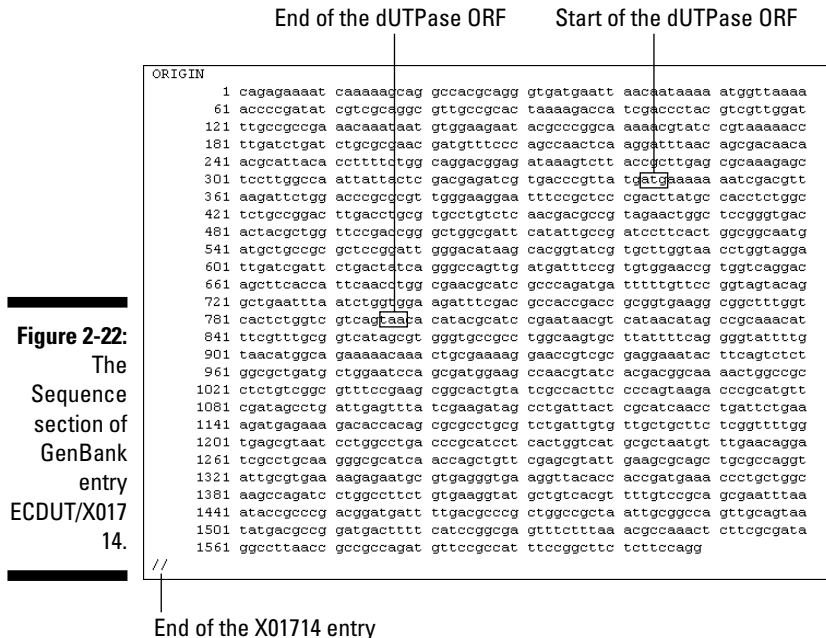 End of the dUTPase ORF Start of the dUTPase ORF
ORIGIN
1 cagagaaaat caaaaagcag gccacgcagg gtgatgaatt aacaataaaa atggttaaaa
61 accccgatat cgtcgcaggc gttgccgcac taaaagacca tcgaccctac gtcgttggat
121 ttgccgccga aacaaataat gtggaagaat acgcccggca aaaacgtatc cgtaaaaacc
181 ttgatctgat ctgcgcgaac gatgtttccc agccaactca aggatttaac agcgacaaca
241 acgcattaca ccttttctgg caggacggag ataaagtctt accgcttgag cgcaaagagc
301 tccttggcca attattactc gacgagatcg tgacccgtta tgatgaaaaa aatcgacgtt
361 aagattctgg acccgcgcgt tgggaaggaa tttccgctcc cgacttatgc cacctctggc
421 tctgccggac ttgacctgcg tgcctgtctc aacgacgccg tagaactggc tccgggtgac
481 actacgctgg ttccgaccgg gctggcgatt catattgccg atccttcact ggcggcaatg
541 atgctgccgc gctccggatt gggacataag cacggtatcg tgcttggtaa cctggtagga
601 ttgatcgatt ctgactatca gggccagttg atgatttccg tgtggaaccg tggtcaggac
661 agcttcacca ttcaacctgg cgaacgcatc gcccagatga tttttgttcc ggtagtacag
721 gctgaattta atctggtgga agatttcgac gccaccgacc gcggtgaagg cggctttggt
781 cactctggtc gtcagtaaca catacgcatc cgaataacgt cataacatag ccgcaaacat
841 ttcgtttgcg gtcatagcgt gggtgccgcc tggcaagtgc ttattttcag gggtattttg
901 taacatggca gaaaaacaaa ctgcgaaaag gaaccgtcgc gaggaaatac ttcagtctct
961 ggcgctgatg ctggaatcca gcgatggaag ccaacgtatc acgacggcaa aactggccgc
1021 ctctgtcggc gtttccgaag cggcactgta tcgccacttc cccagtaaga cccgcatgtt
1081 cgatagcctg attgagttta tcgaagatag cctgattact cgcatcaacc tgattctgaa
1141 agatgagaaa gacaccacag cgcgcctgcg tctgattgtg ttgctgcttc tcggttttgg
1201 tgagcgtaat cctggcctga cccgcatcct cactggtcat gcgctaatgt ttgaacagga
1261 tcgcctgcaa gggcgcatca accagctgtt cgagcgtatt gaagcgcagc tgcgccaggt
1321 attgcgtgaa aagagaatgc gtgagggtga aggttacacc accgatgaaa ccctgctggc
1381 aagccagatc ctggccttct gtgaaggtat gctgtcacgt tttgtccgca gcgaatttaa
1441 ataccgcccg acggatgatt ttgacgcccg ctggccgcta attgcggcca gttgcagtaa
1501 tatgacgccg gatgactttt catccggcga gtttctttaa acgccaaact cttcgcgata
1561 ggccttaacc gccgccagat gttccgccat ttccggcttc tcttccagg
//
Figure 2-22:
The
Sequence
section of
GenBank
entry
ECDUT/X017
14.
End of the X01714 entry